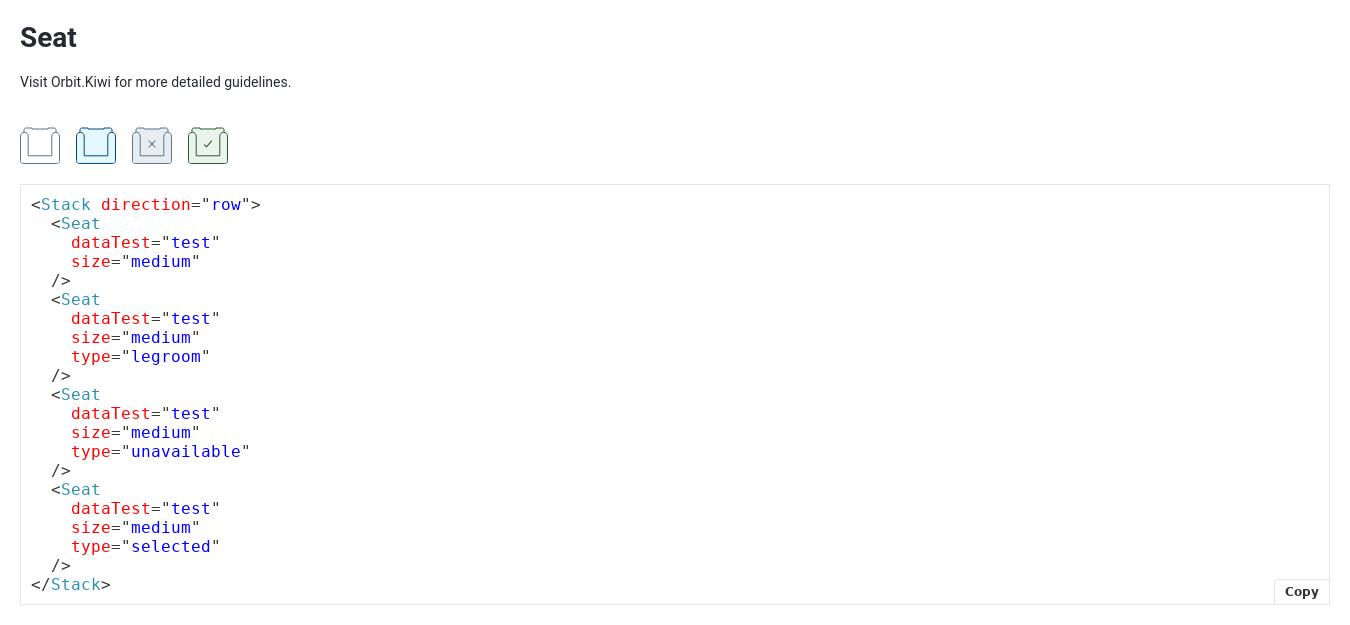 Seat
Visit Orbit.Kiwi for more detailed guidelines.
<Stack direction="row">
  <Seat
    dataTest="test"
    size="medium"
  />
  <Seat
    dataTest="test"
    size="medium"
    type="legroom"
  />
  <Seat
    dataTest="test"
    size="medium"
    type="unavailable"
  />
  <Seat
    dataTest="test"
    size="medium"
    type="selected"
  />
</Stack>
Copy